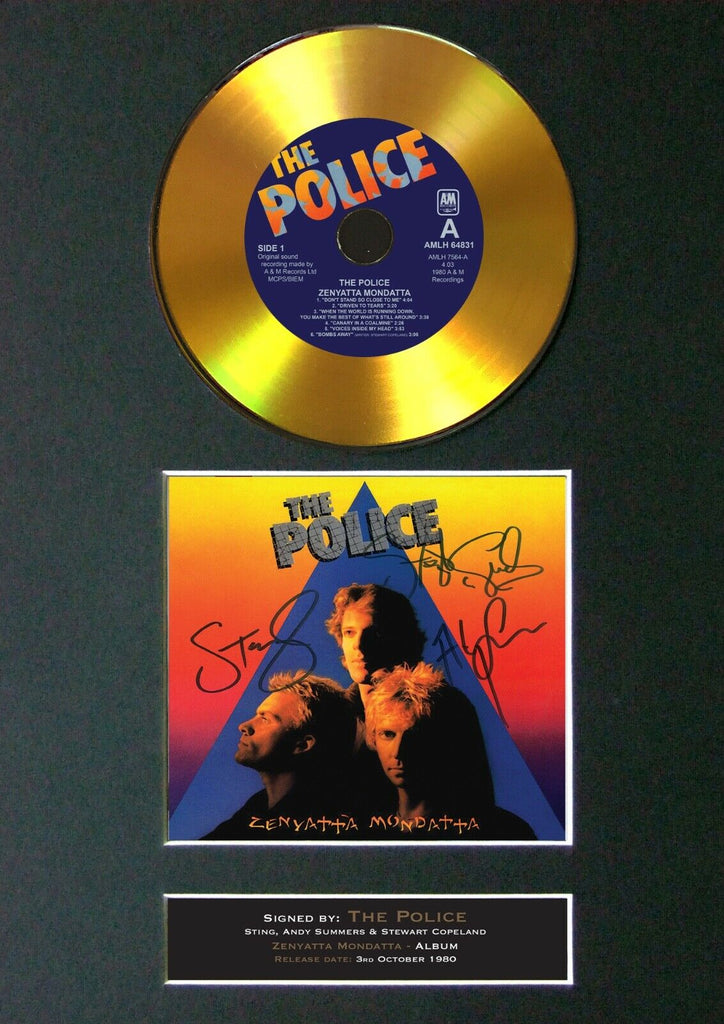 THE
POLICE
A&M
SIDE 1
Original sound
recording made by
A & M Records Ltd
MCPS/BIEM
A
AMLH 64831
AMLH 7564-A
4.03
1980 A & M
Recordings
THE POLICE
ZENYATTA MONDATTA
1. "DON'T STAND SO CLOSE TO ME" 4:04
2. "DRIVEN TO TEARS" 3:20
3. "WHEN THE WORLD IS RUNNING DOWN.
YOU MAKE THE BEST OF WHAT'S STILL AROUND" 3:38
4. "CANARY IN A COALMINE" 2:26
5. "VOICES INSIDE MY HEAD" 3:53
6. "BOMBS AWAY" (WRITER: STEWART COPELAND) 3:06
THE
POLICE
Sting
ZENYATTÀ MONDATTA
SIGNED BY: THE POLICE
STING, ANDY SUMMERS & STEWART COPELAND
ZENYATTA MONDATTA - ALBUM
RELEASE DATE: 3RD OCTOBER 1980